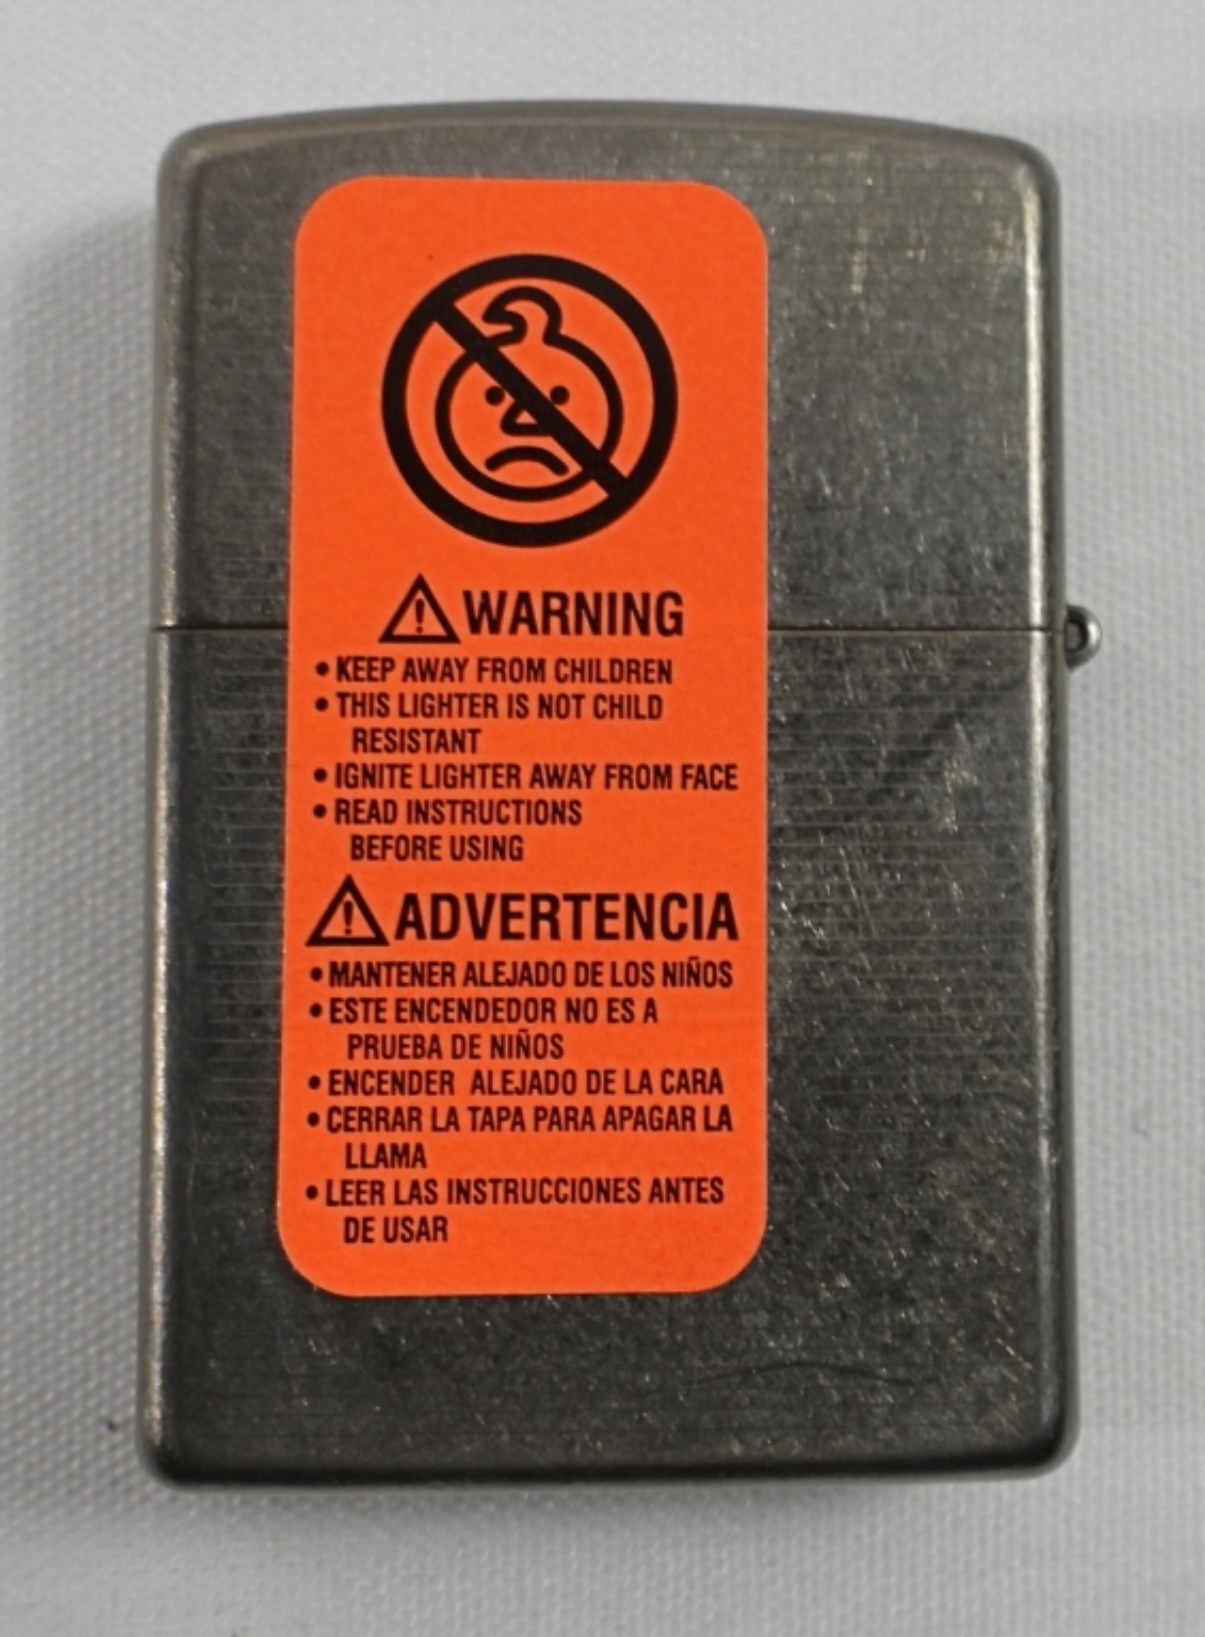 WARNING
• KEEP AWAY FROM CHILDREN
• THIS LIGHTER IS NOT CHILD
RESISTANT
• IGNITE LIGHTER AWAY FROM FACE
• READ INSTRUCTIONS
BEFORE USING
ADVERTENCIA
• MANTENER ALEJADO DE LOS NIÑOS
• ESTE ENCENDEDOR NO ES A
PRUEBA DE NIÑOS
• ENCENDER ALEJADO DE LA CARA
• CERRAR LA TAPA PARA APAGAR LA
LLAMA
• LEER LAS INSTRUCCIONES ANTES
DE USAR